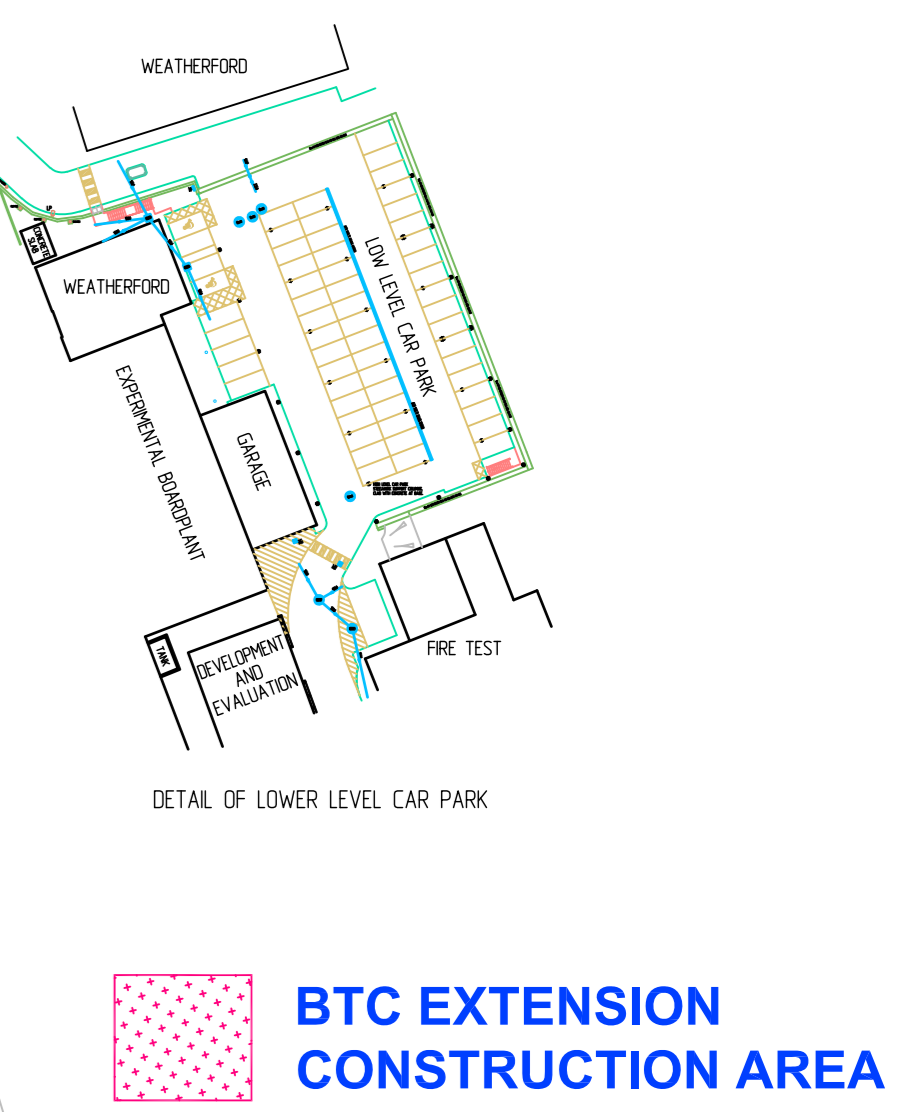 WEATHERFORD
LP
CONCRETE
SLAB
WEATHERFORD
LOW LEVEL CAR PARK
EXPERIMENTAL BOARDPLANT
GARAGE
FIRE TEST
TANK
DEVELOPMENT
AND
EVALUATION
DETAIL OF LOWER LEVEL CAR PARK
BTC EXTENSION
CONSTRUCTION AREA